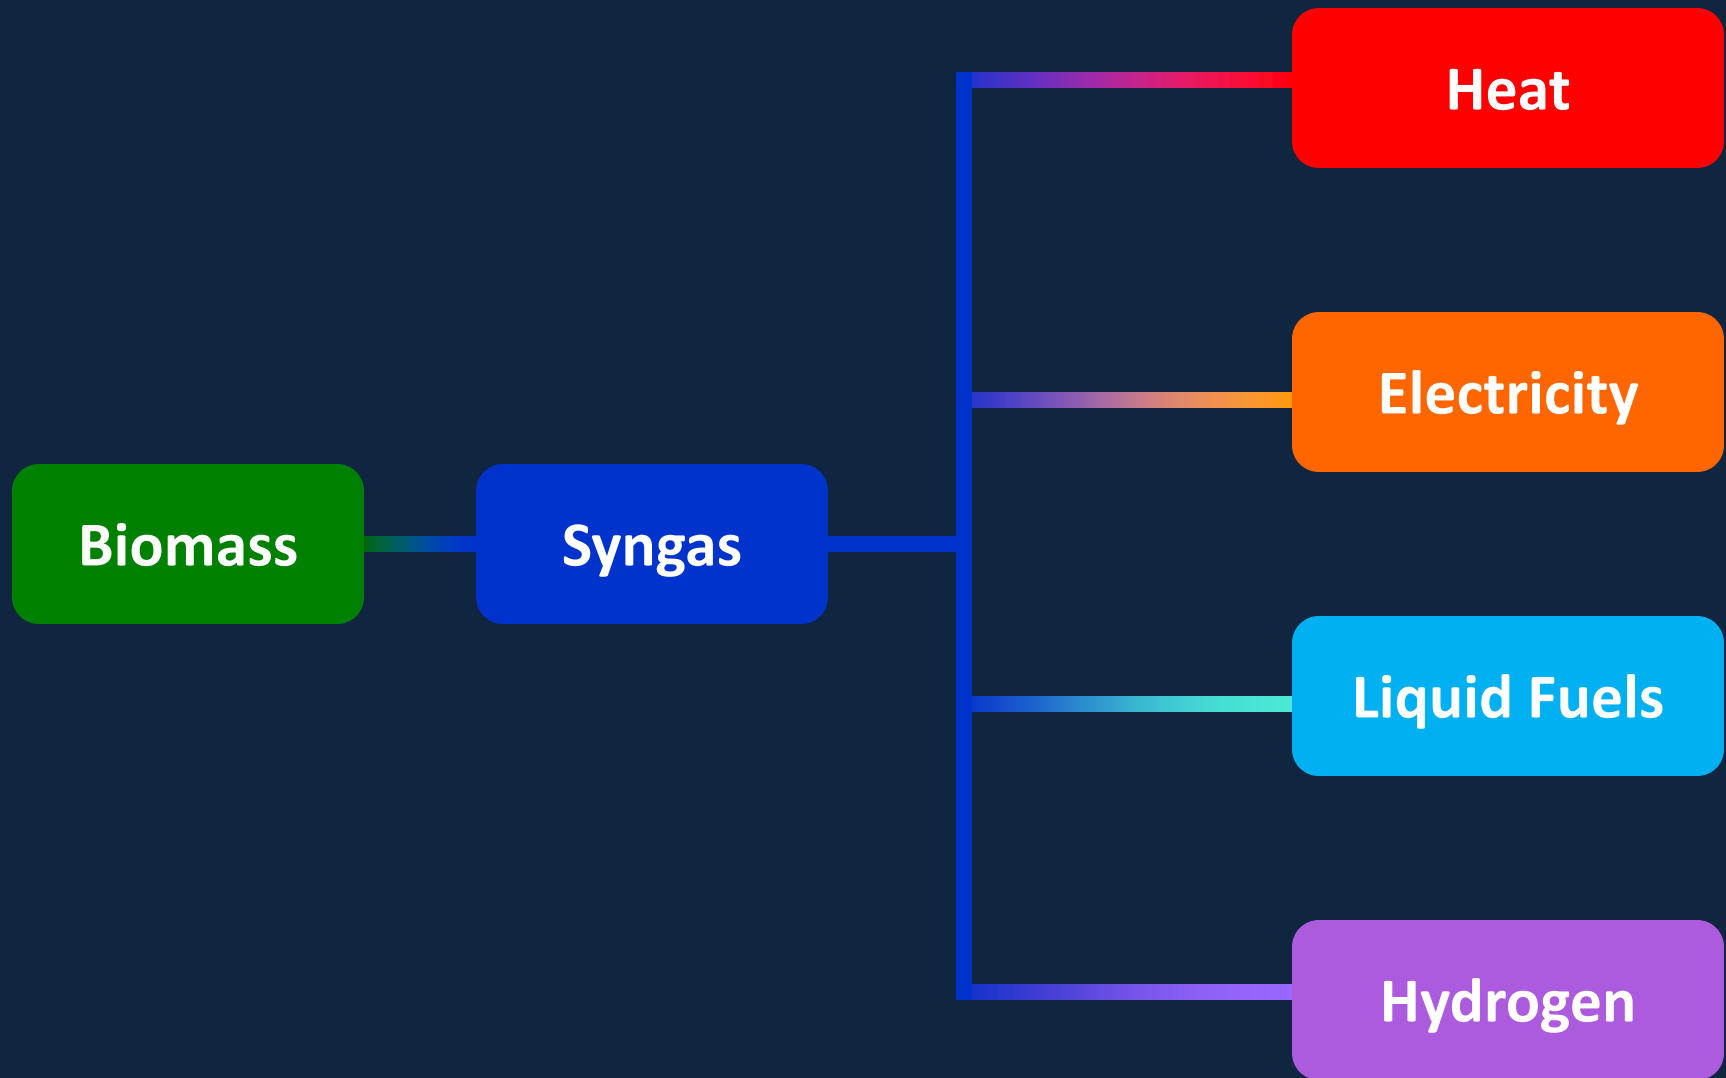 Biomass
Syngas
Heat
Electricity
Liquid Fuels
Hydrogen